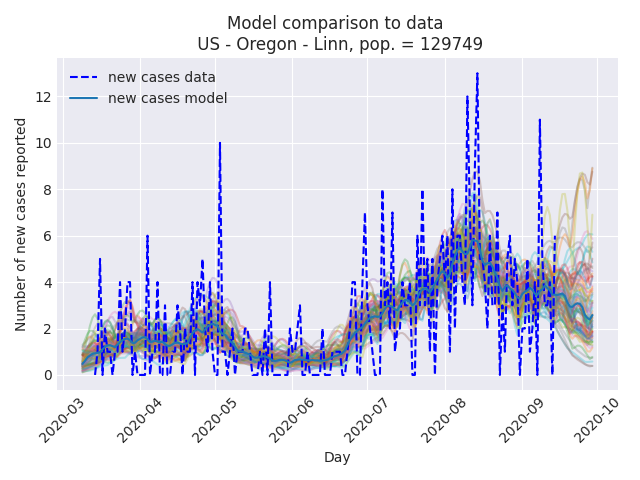 Model comparison to data
US - Oregon - Linn, pop. = 129749
new cases data
new cases model
Number of new cases reported
12
10
8
6
4
2
0
2020-03
2020-04
2020-05
2020-06
2020-07
2020-08
2020-09
2020-10
Day